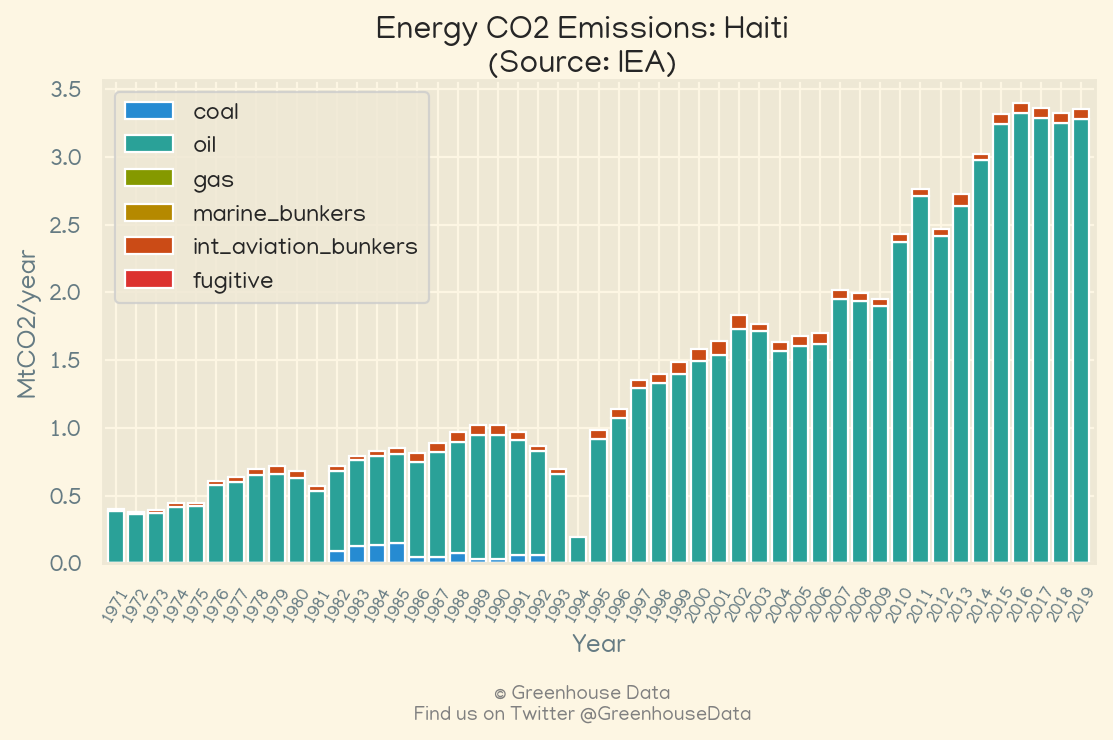 Energy CO2 Emissions: Haiti
(Source: IEA)
3.5
3.0
2.5
2.0
1.5
1.0
0.5
0.0
MtCO2/year
coal
oil
gas
marine_bunkers
int_aviation_bunkers
fugitive
1971 1972 1973 1974 1975 1976 1977 1978 1979 1980 1981 1982 1983 1984 1985 1986 1987 1988 1989 1990 1991 1992 1993 1994 1995 1996 1997 1998 1999 2000 2001 2002 2003 2004 2005 2006 2007 2008 2009 2010 2011 2012 2013 2014 2015 2016 2017 2018 2019
Year
© Greenhouse Data
Find us on Twitter @GreenhouseData